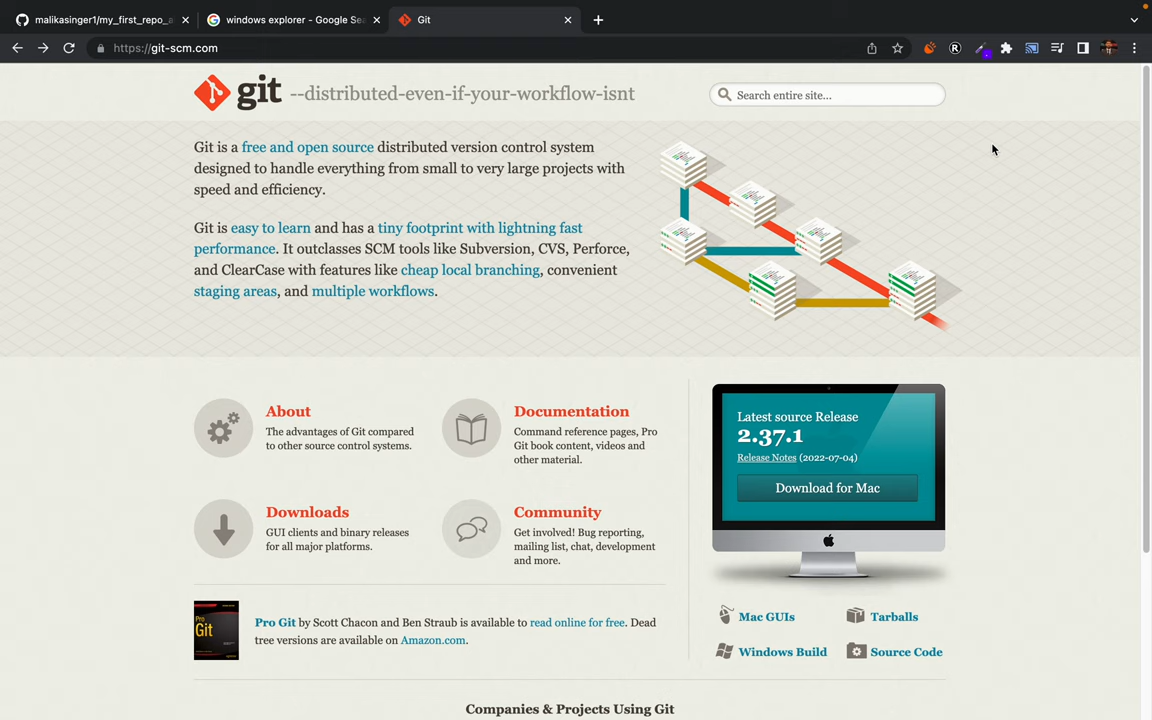 malikasinger1/my_first_repo_a
windows explorer - Google Sea
Git
https://git-scm.com
git --distributed-even-if-your-workflow-isnt
Search entire site...
Git is a free and open source distributed version control system
designed to handle everything from small to very large projects with
speed and efficiency.
Git is easy to learn and has a tiny footprint with lightning fast
performance. It outclasses SCM tools like Subversion, CVS, Perforce,
and ClearCase with features like cheap local branching, convenient
staging areas, and multiple workflows.
About
The advantages of Git compared
to other source control systems.
Documentation
Command reference pages, Pro
Git book content, videos and
other material.
Downloads
GUI clients and binary releases
for all major platforms.
Community
Get involved! Bug reporting,
mailing list, chat, development
and more.
Pro
Git
Pro Git by Scott Chacon and Ben Straub is available to read online for free. Dead
tree versions are available on Amazon.com.
Latest source Release
2.37.1
Release Notes (2022-07-04)
Download for Mac
Mac GUIs
Tarballs
Windows Build
Source Code
Companies & Projects Using Git